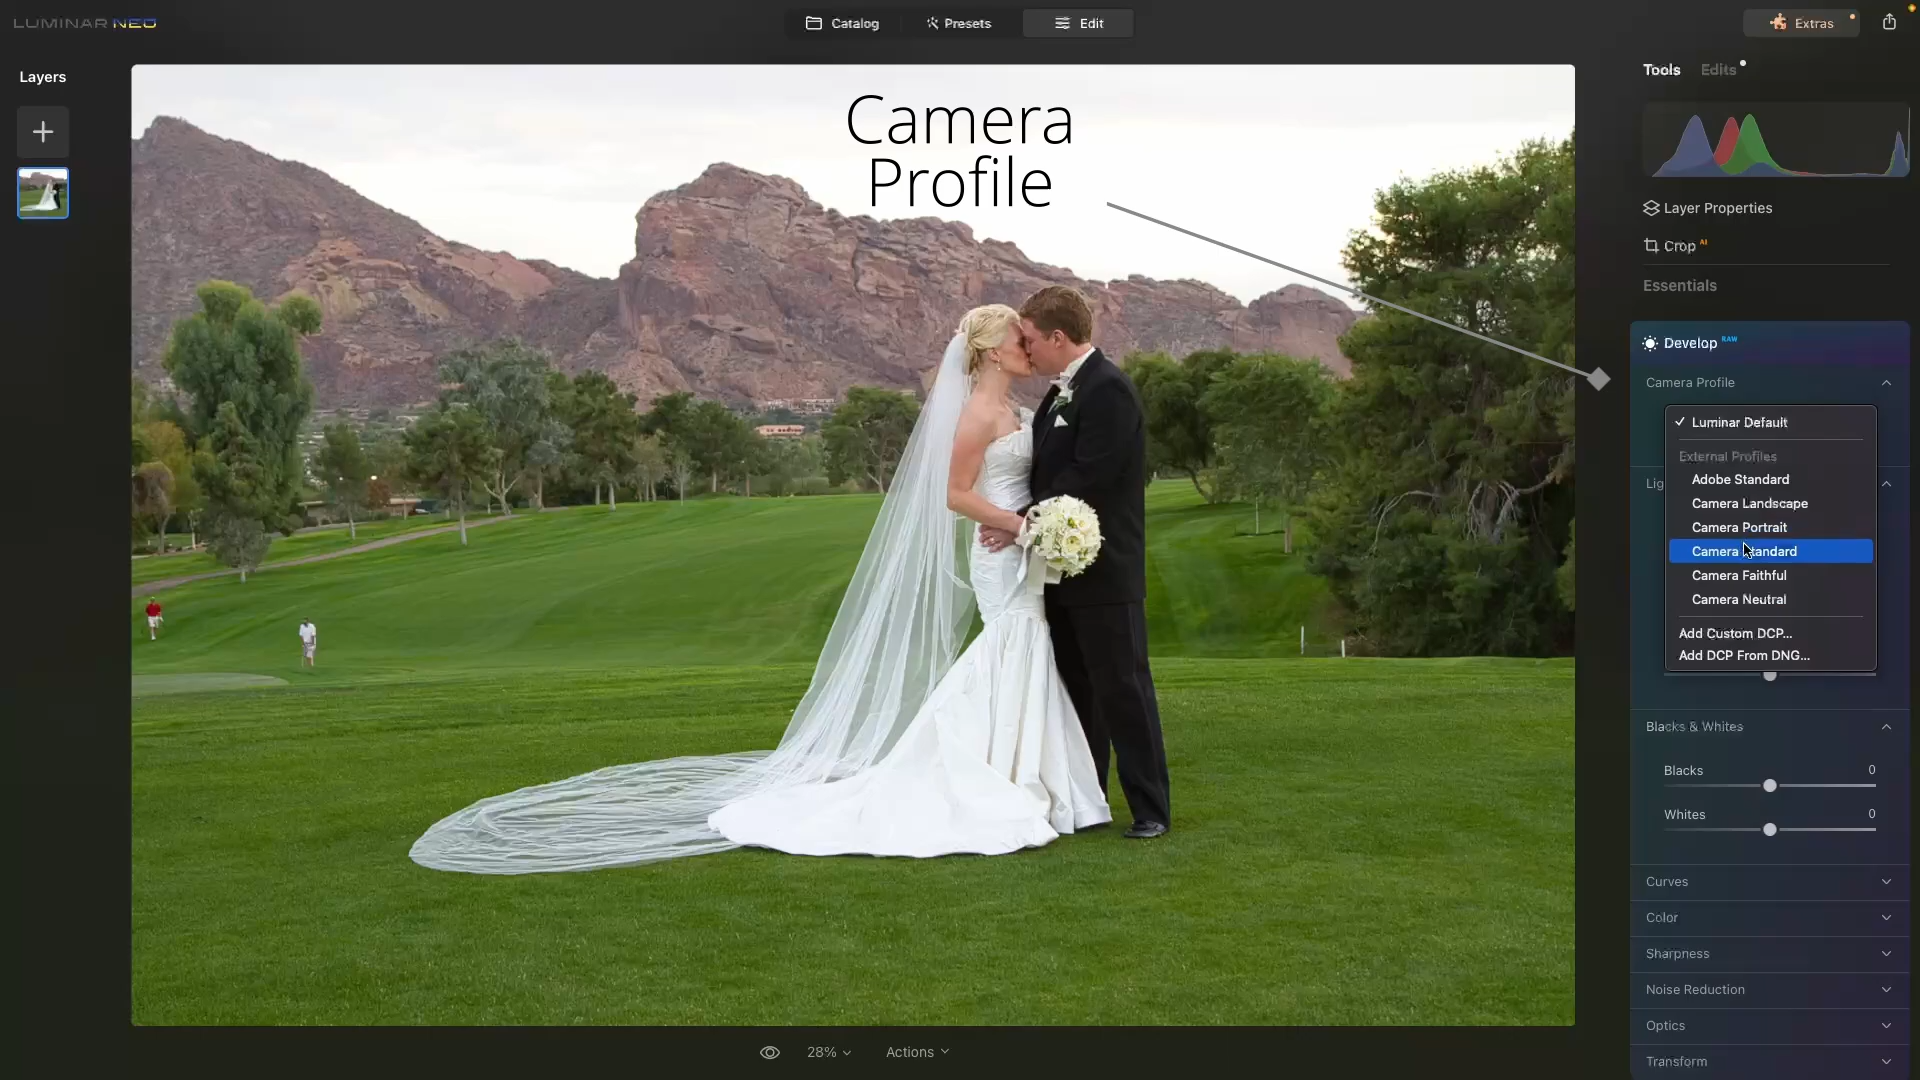 LUMINAR NEO
Catalog
Presets
Edit
Extras
Layers
Tools
Edits
Camera
Profile
Layer Properties
Crop AI
Essentials
Develop RAW
Camera Profile
Luminar Default
External Profiles
Adobe Standard
Lig
Camera Landscape
Camera Portrait
Camera Standard
Camera Faithful
Camera Neutral
Add Custom DCP...
Add DCP From DNG...
Blacks & Whites
Blacks 0
Whites 0
Curves
Color
Sharpness
Noise Reduction
Optics
Transform
28%
Actions